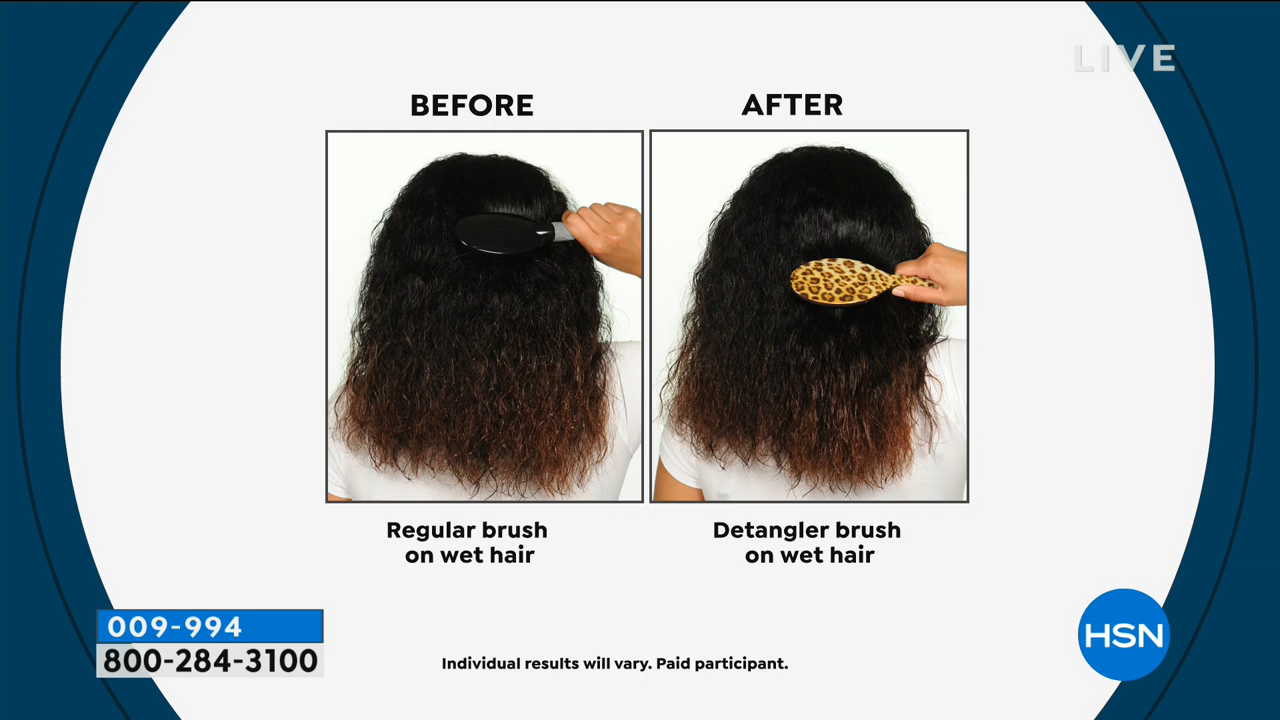 LIVE
BEFORE
AFTER
Regular brush
on wet hair
Detangler brush
on wet hair
009-994
800-284-3100
Individual results will vary. Paid participant.
HSN